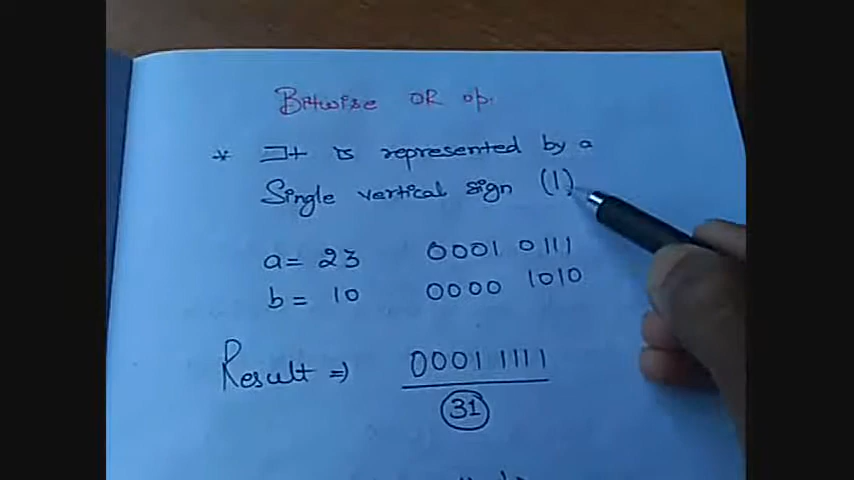 Bitwise OR op.
* It is represented by a
Single vertical sign (|)
a = 23 0001 0111
b = 10 0000 1010
Result => 0001 1111
31